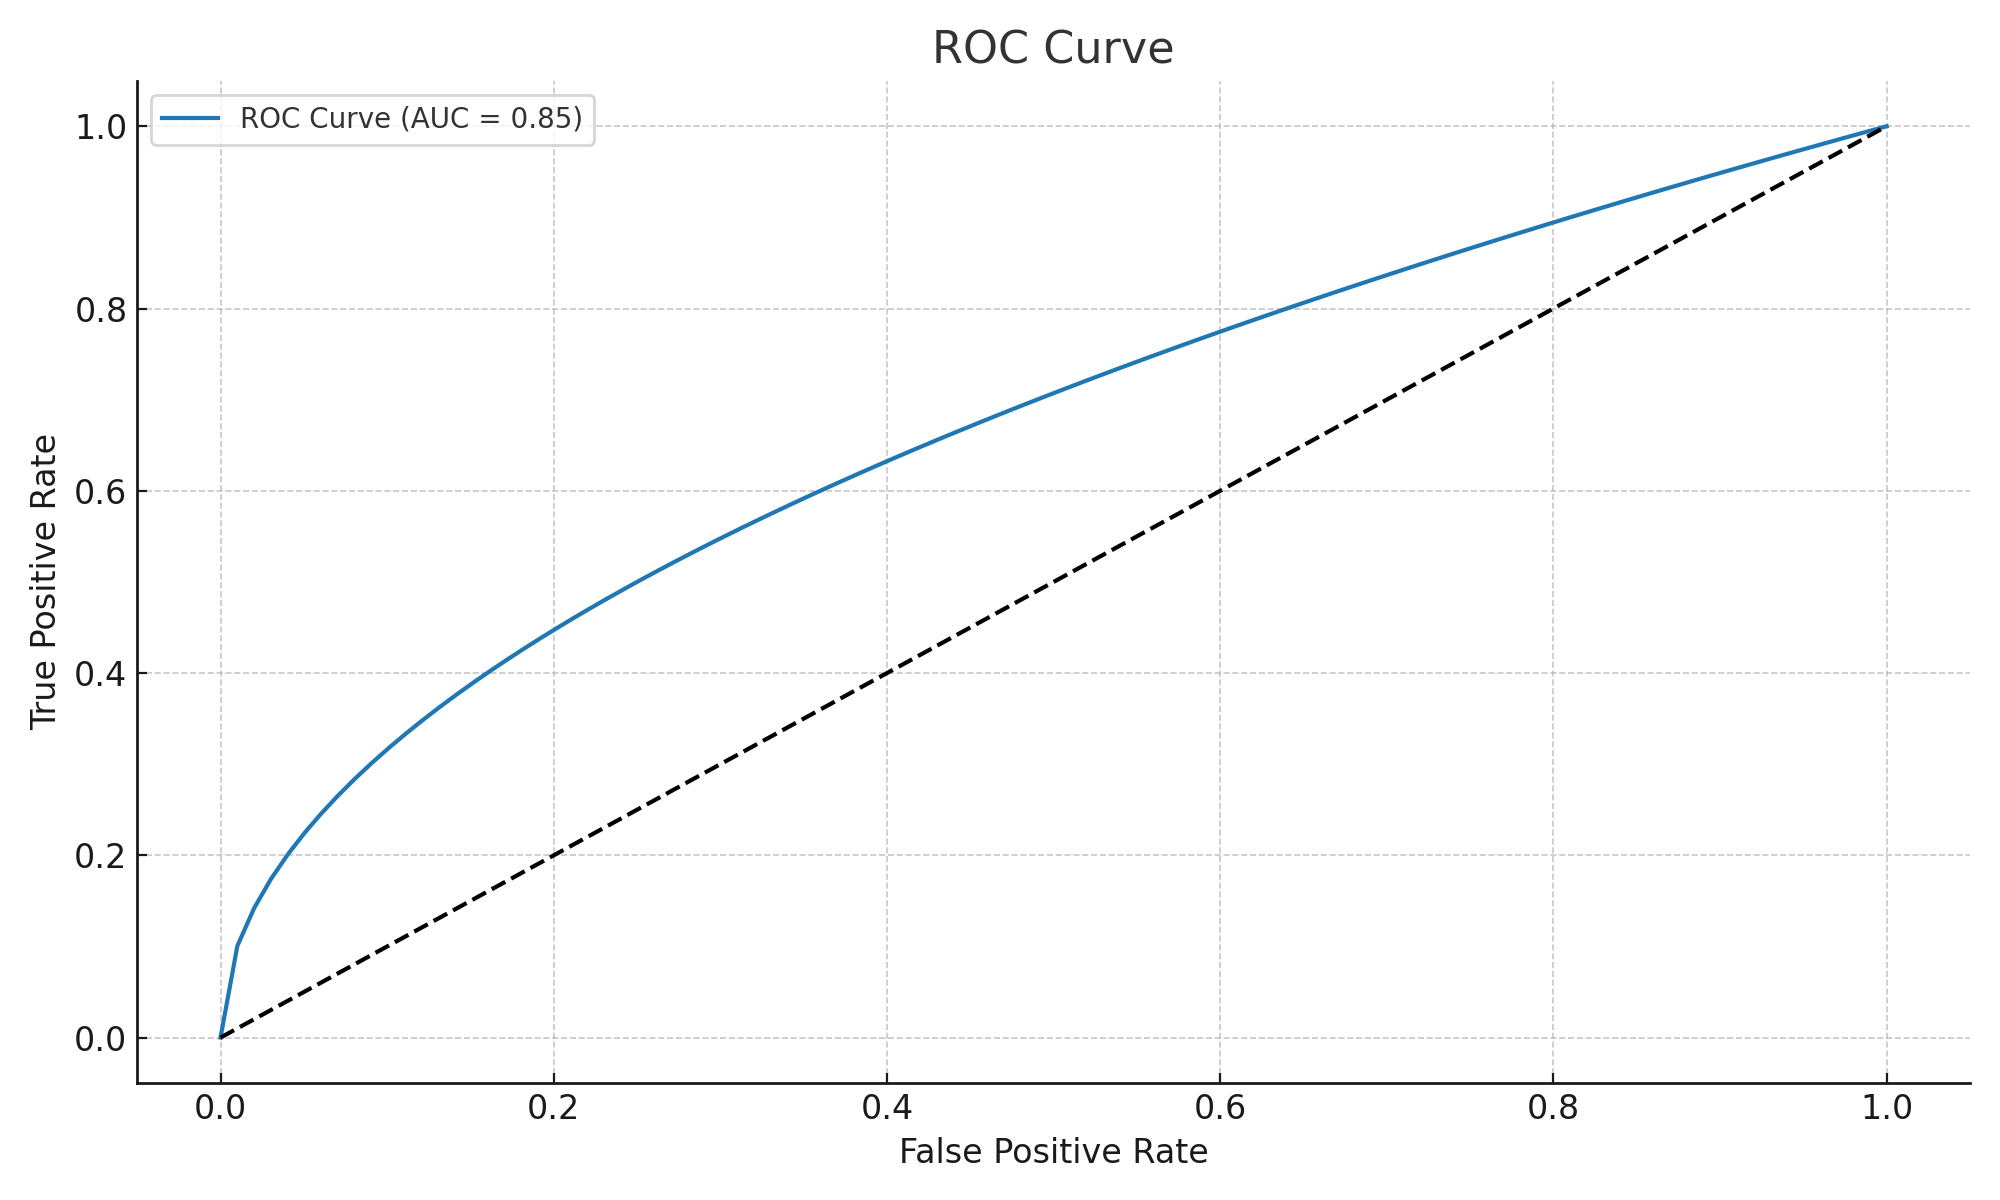 ROC Curve
ROC Curve (AUC = 0.85)
1.0
0.8
0.6
0.4
0.2
0.0
True Positive Rate
0.0 0.2 0.4 0.6 0.8 1.0
False Positive Rate